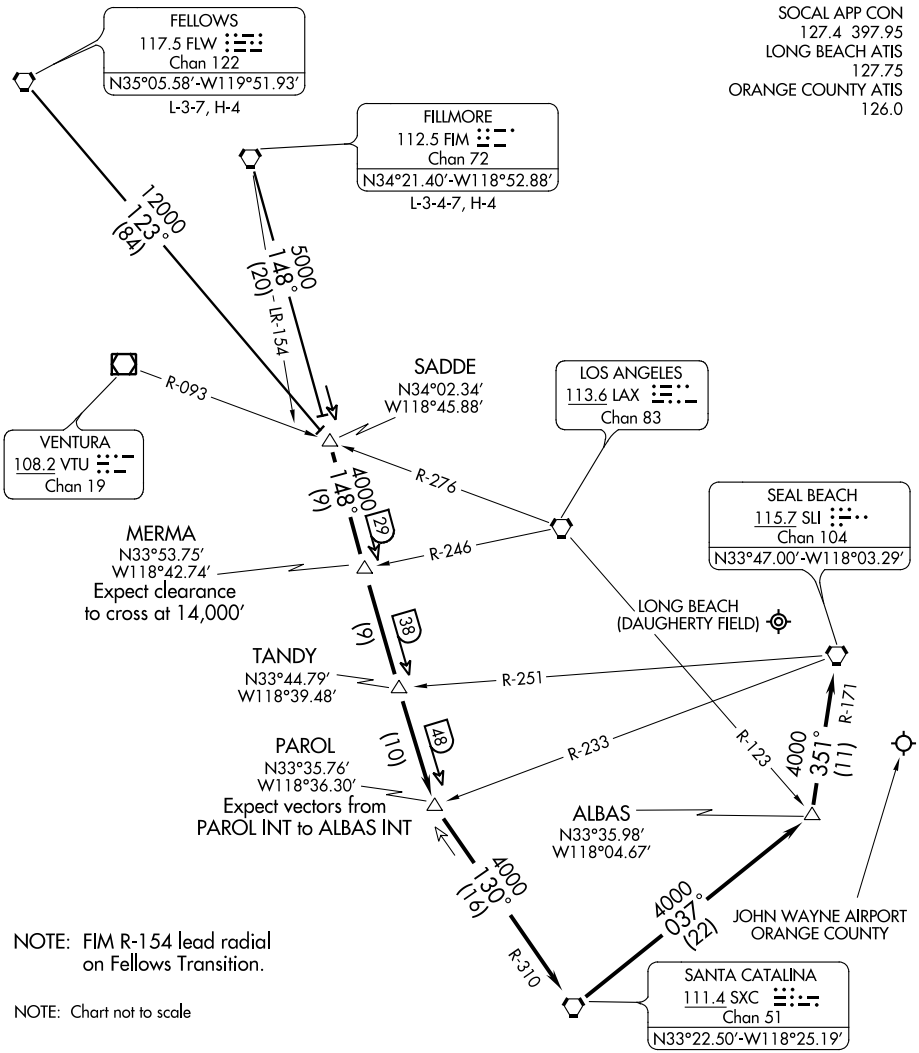 FELLOWS
117.5 FLW
Chan 122
N35°05.58'-W119°51.93'
L-3-7, H-4
SOCAL APP CON
127.4 397.95
LONG BEACH ATIS
127.75
ORANGE COUNTY ATIS
126.0
FILLMORE
112.5 FIM
Chan 72
N34°21.40'-W118°52.88'
L-3-4-7, H-4
12000
123°
(84)
5000
148°
(20)
LR-154
R-093
VENTURA
108.2 VTU
Chan 19
SADDE
N34°02.34'
W118°45.88'
LOS ANGELES
113.6 LAX
Chan 83
R-276
4000
148°
(9)
29
R-246
MERMA
N33°53.75'
W118°42.74'
Expect clearance
to cross at 14,000'
SEAL BEACH
115.7 SLI
Chan 104
N33°47.00'-W118°03.29'
LONG BEACH
(DAUGHERTY FIELD)
(9)
38
TANDY
N33°44.79'
W118°39.48'
R-251
R-171
(10)
48
R-233
R-123
4000
351°
(11)
PAROL
N33°35.76'
W118°36.30'
Expect vectors from
PAROL INT to ALBAS INT
ALBAS
N33°35.98'
W118°04.67'
4000
130°
(16)
R-310
4000
037°
(22)
JOHN WAYNE AIRPORT
ORANGE COUNTY
SANTA CATALINA
111.4 SXC
Chan 51
N33°22.50'-W118°25.19'
NOTE: FIM R-154 lead radial
on Fellows Transition.
NOTE: Chart not to scale